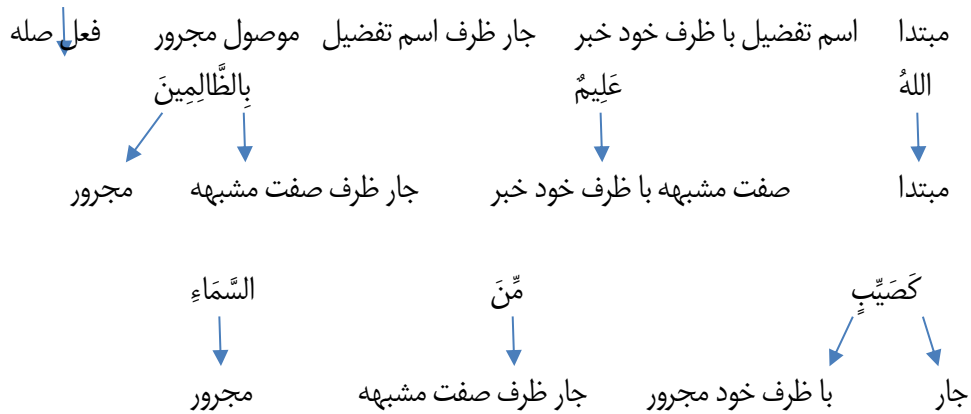 مبتدا اسم تفضیل با ظرف خود خبر جار ظرف اسم تفضیل موصول مجرور فعل صله
اللهُ عَلِيمٌ بِالظَّالِمِينَ
مبتدا صفت مشبهه با ظرف خود خبر جار ظرف صفت مشبهه مجرور
كَصَيِّبٍ مِّنَ السَّمَاءِ
جار با ظرف خود مجرور جار ظرف صفت مشبهه مجرور